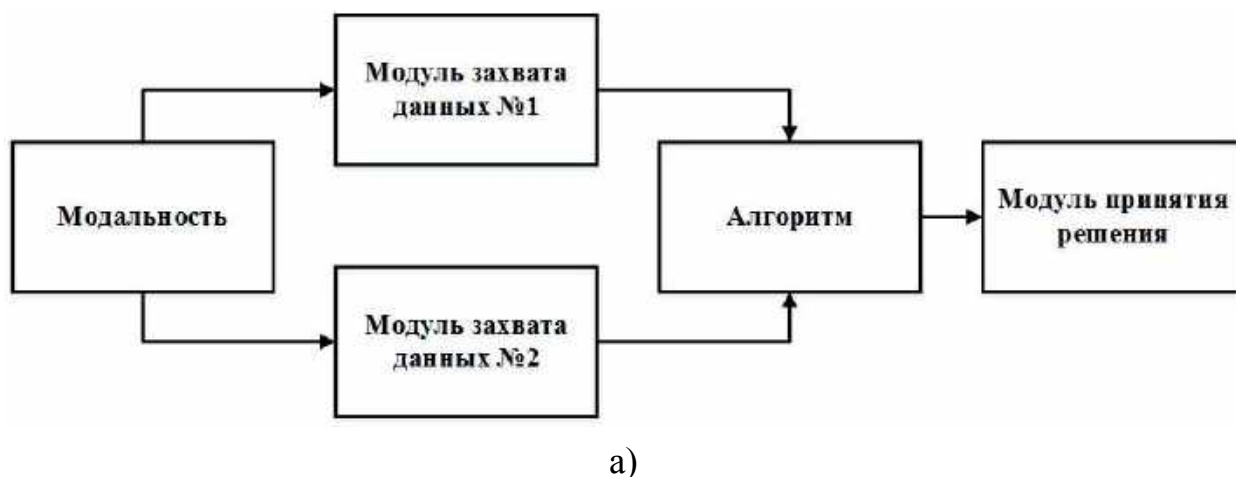 Модуль захвата
данных №1
Модальность
Алгоритм
Модуль принятия
решения
Модуль захвата
данных №2
а)